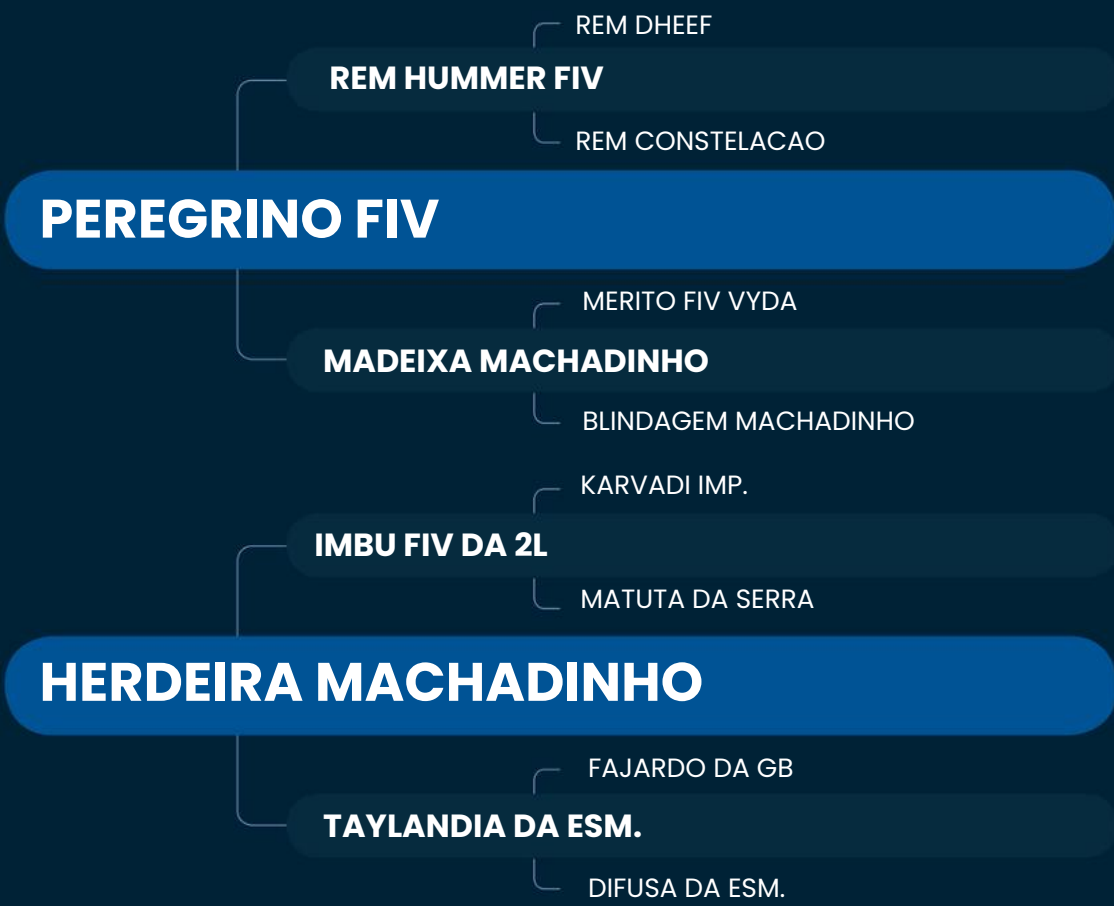 REM DHEEF
REM HUMMER FIV
REM CONSTELACAO
PEREGRINO FIV
MERITO FIV VYDA
MADEIXA MACHADINHO
BLINDAGEM MACHADINHO
KARVADI IMP.
IMBU FIV DA 2L
MATUTA DA SERRA
HERDEIRA MACHADINHO
FAJARDO DA GB
TAYLANDIA DA ESM.
DIFUSA DA ESM.